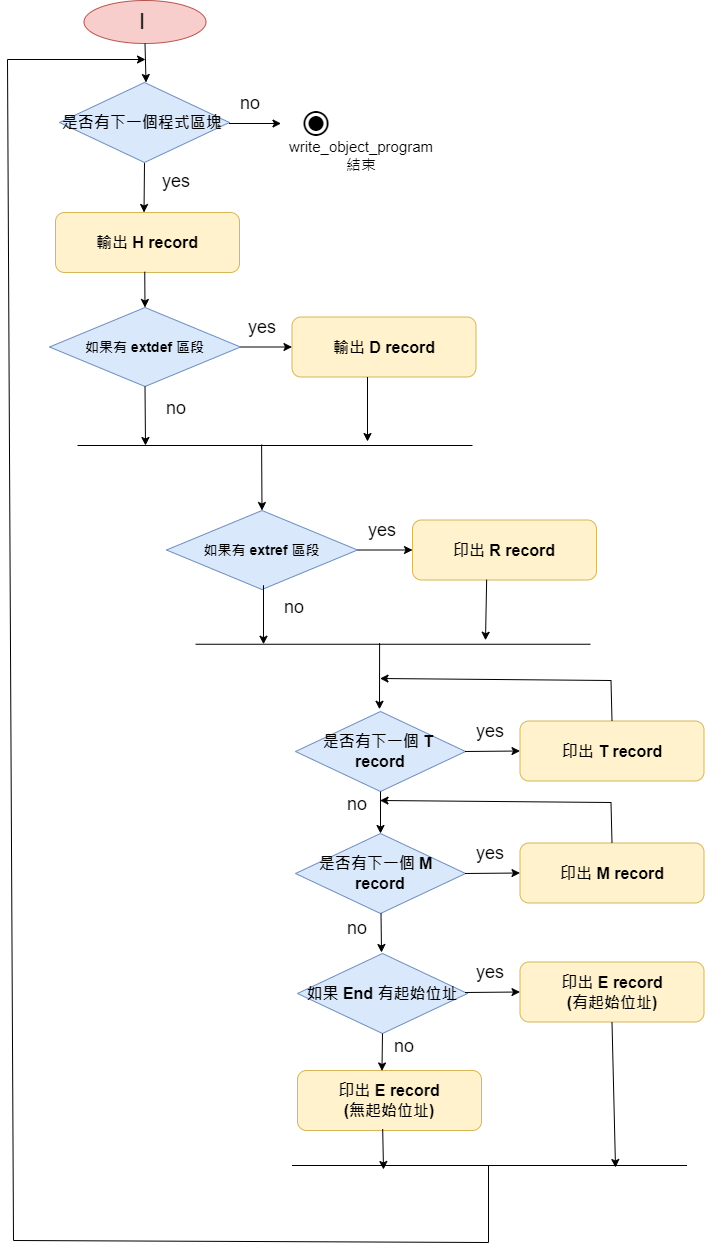 I
是否有下一個程式區塊
no
write_object_program
結束
yes
輸出 H record
如果有 extdef 區段
yes
輸出 D record
no
如果有 extref 區段
yes
印出 R record
no
是否有下一個 T
record
yes
印出 T record
no
是否有下一個 M
record
yes
印出 M record
no
如果 End 有起始位址
yes
印出 E record
(有起始位址)
no
印出 E record
(無起始位址)